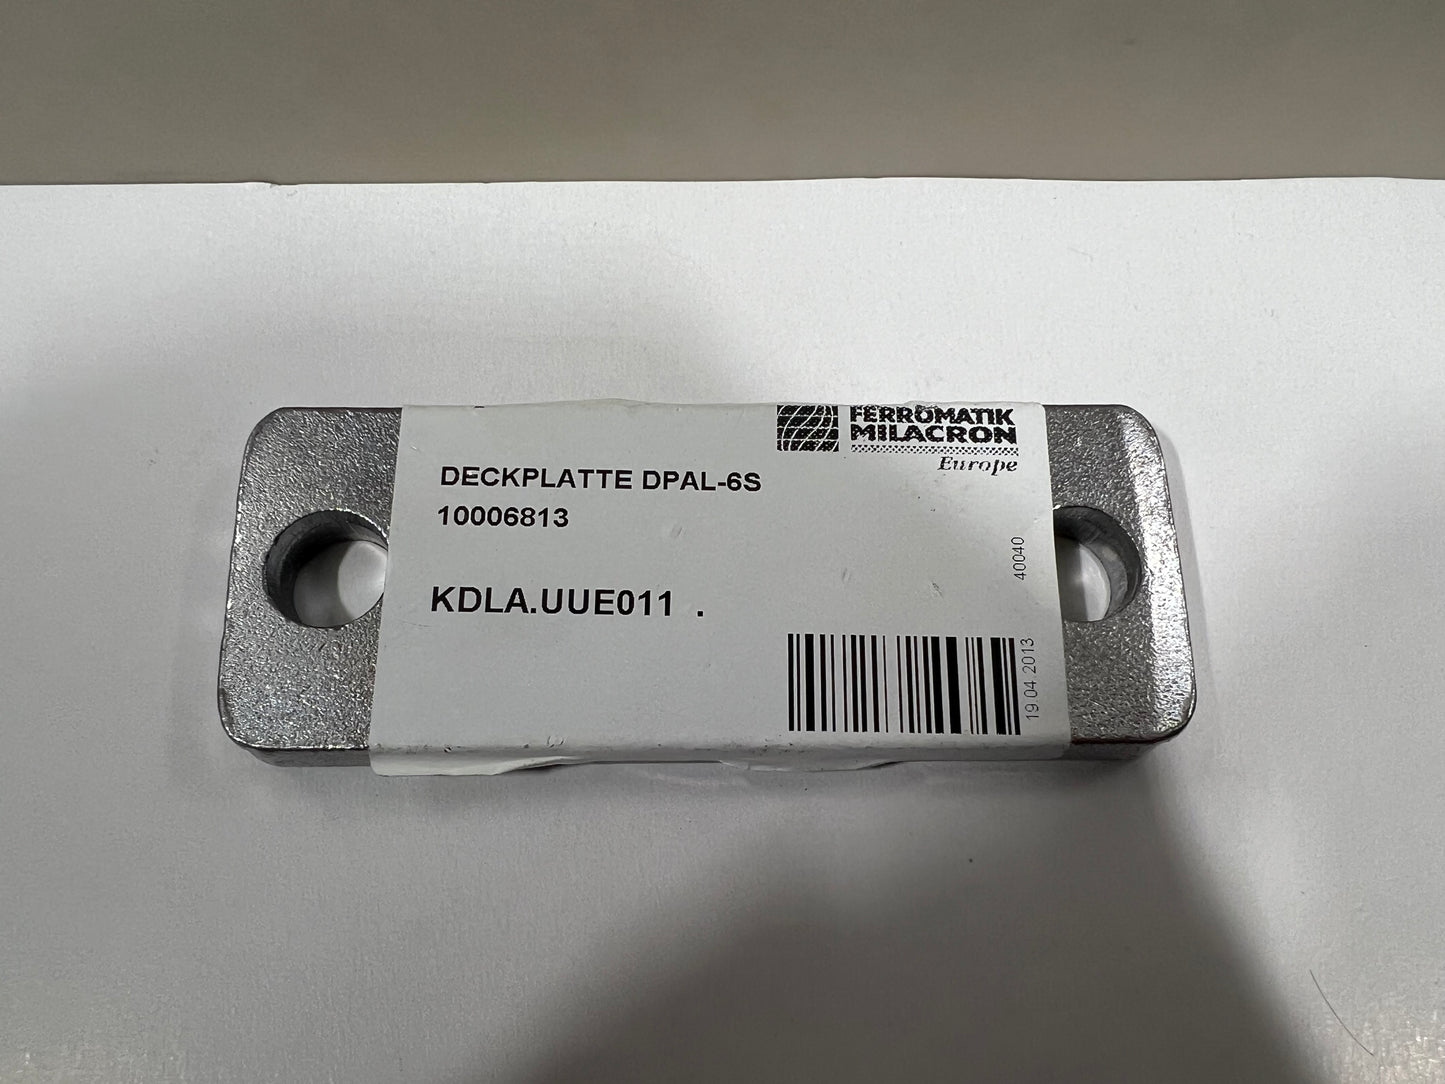 FERROMATIK
MILACRON
Europe
DECKPLATTE DPAL-6S
10006813
KDLA.UUE011 .
40040
19.04.2013